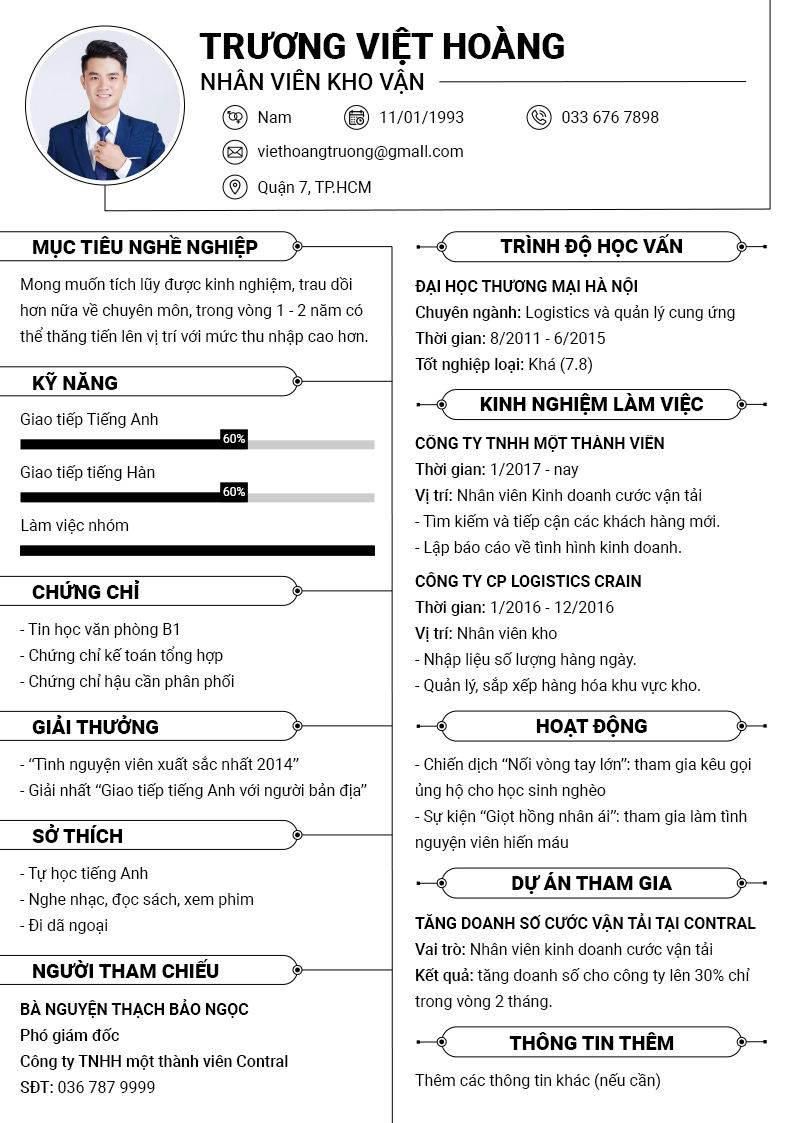 TRƯƠNG VIỆT HOÀNG
NHÂN VIÊN KHO VẬN
Nam 11/01/1993 033 676 7898
viethoangtruong@gmall.com
Quận 7, TP.HCM
MỤC TIÊU NGHỀ NGHIỆP
Mong muốn tích lũy được kinh nghiệm, trau dồi
hơn nữa về chuyên môn, trong vòng 1 - 2 năm có
thể thăng tiến lên vị trí với mức thu nhập cao hơn.
KỸ NĂNG
Giao tiếp Tiếng Anh
60%
Giao tiếp tiếng Hàn
60%
Làm việc nhóm
CHỨNG CHỈ
- Tin học văn phòng B1
- Chứng chỉ kế toán tổng hợp
- Chứng chỉ hậu cần phân phối
GIẢI THƯỞNG
- “Tình nguyện viên xuất sắc nhất 2014”
- Giải nhất “Giao tiếp tiếng Anh với người bản địa”
SỞ THÍCH
- Tự học tiếng Anh
- Nghe nhạc, đọc sách, xem phim
- Đi dã ngoại
NGƯỜI THAM CHIẾU
BÀ NGUYỆN THẠCH BẢO NGỌC
Phó giám đốc
Công ty TNHH một thành viên Contral
SĐT: 036 787 9999
TRÌNH ĐỘ HỌC VẤN
ĐẠI HỌC THƯƠNG MẠI HÀ NỘI
Chuyên ngành: Logistics và quản lý cung ứng
Thời gian: 8/2011 - 6/2015
Tốt nghiệp loại: Khá (7.8)
KINH NGHIỆM LÀM VIỆC
CÔNG TY TNHH MỘT THÀNH VIÊN
Thời gian: 1/2017 - nay
Vị trí: Nhân viên Kinh doanh cước vận tải
- Tìm kiếm và tiếp cận các khách hàng mới.
- Lập báo cáo về tình hình kinh doanh.
CÔNG TY CP LOGISTICS CRAIN
Thời gian: 1/2016 - 12/2016
Vị trí: Nhân viên kho
- Nhập liệu số lượng hàng ngày.
- Quản lý, sắp xếp hàng hóa khu vực kho.
HOẠT ĐỘNG
- Chiến dịch “Nối vòng tay lớn”: tham gia kêu gọi
ủng hộ cho học sinh nghèo
- Sự kiện “Giọt hồng nhân ái”: tham gia làm tình
nguyện viên hiến máu
DỰ ÁN THAM GIA
TĂNG DOANH SỐ CƯỚC VẬN TẢI TẠI CONTRAL
Vai trò: Nhân viên kinh doanh cước vận tải
Kết quả: tăng doanh số cho công ty lên 30% chỉ
trong vòng 2 tháng.
THÔNG TIN THÊM
Thêm các thông tin khác (nếu cần)